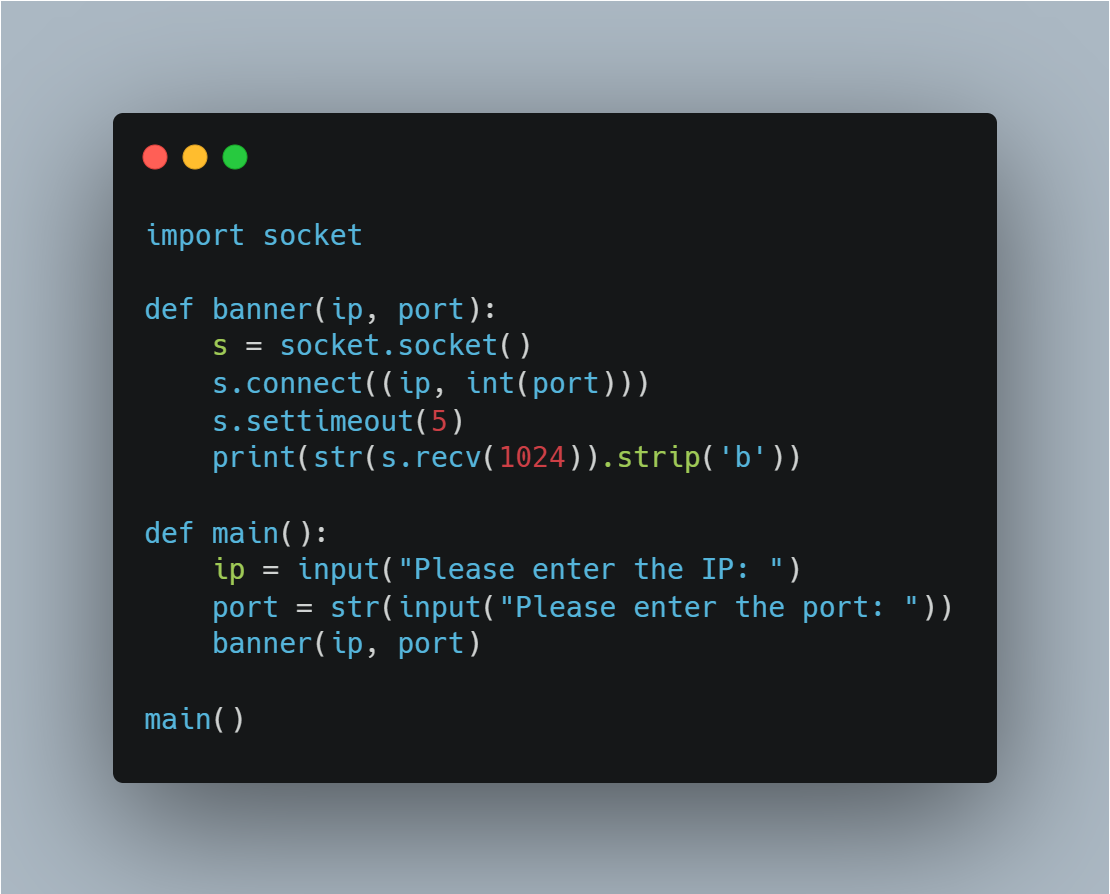 import socket

def banner(ip, port):
    s = socket.socket()
    s.connect((ip, int(port)))
    s.settimeout(5)
    print(str(s.recv(1024)).strip('b'))

def main():
    ip = input("Please enter the IP: ")
    port = str(input("Please enter the port: "))
    banner(ip, port)

main()